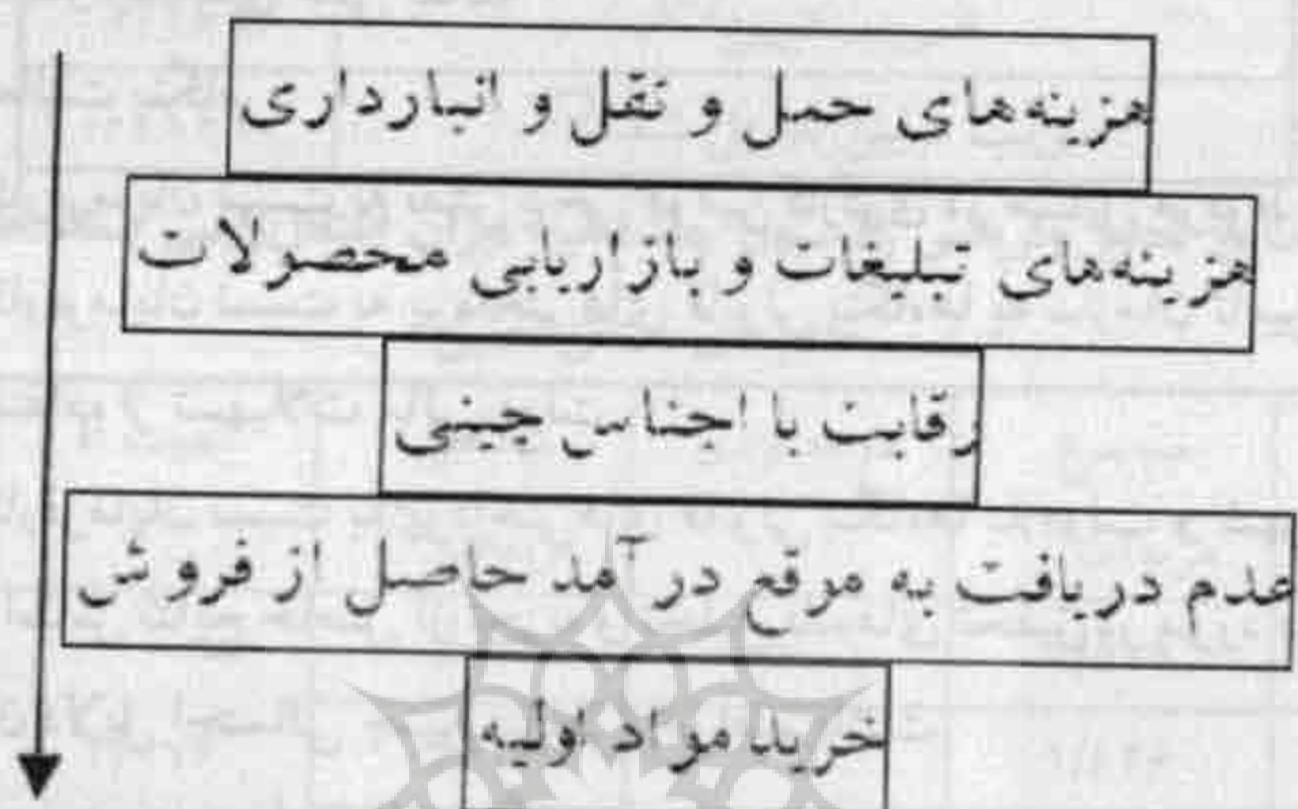 هزینه‌های حمل و نقل و انبارداری
هزینه‌های تبلیغات و بازاریابی محصولات
رقابت با اجناس چینی
عدم دریافت به موقع درآمد حاصل از فروش
خرید مواد اولیه